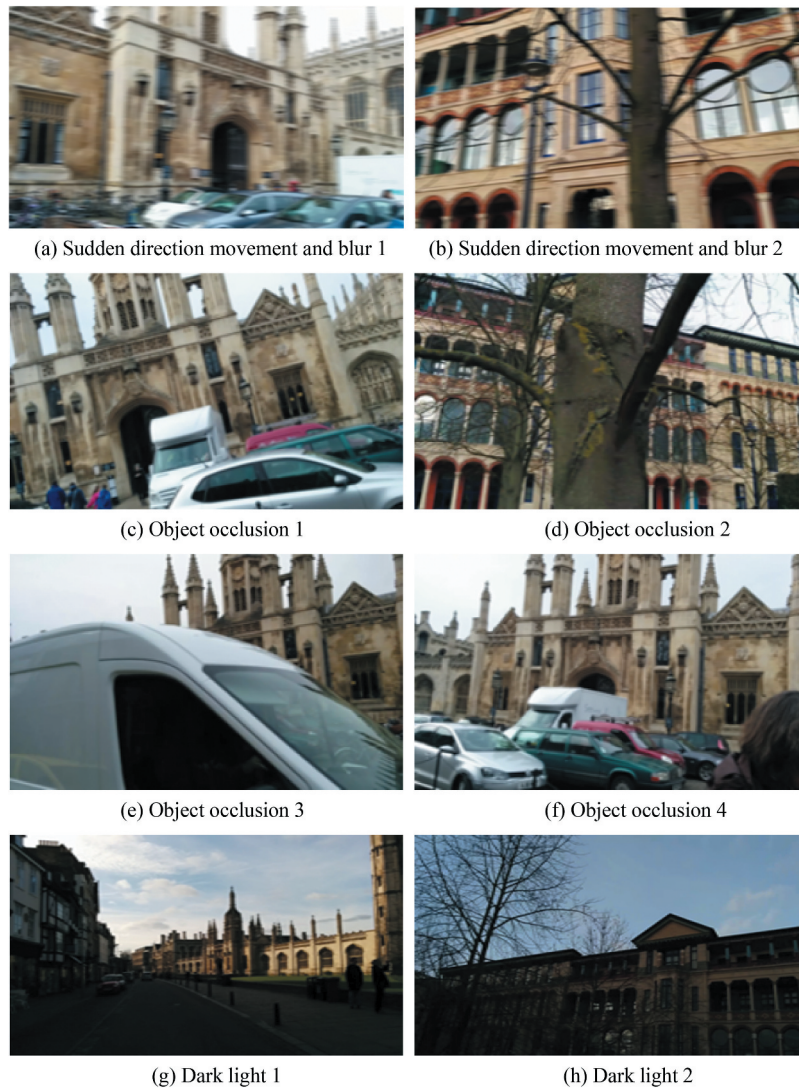 (a) Sudden direction movement and blur 1
(b) Sudden direction movement and blur 2
(c) Object occlusion 1
(d) Object occlusion 2
(e) Object occlusion 3
(f) Object occlusion 4
(g) Dark light 1
(h) Dark light 2